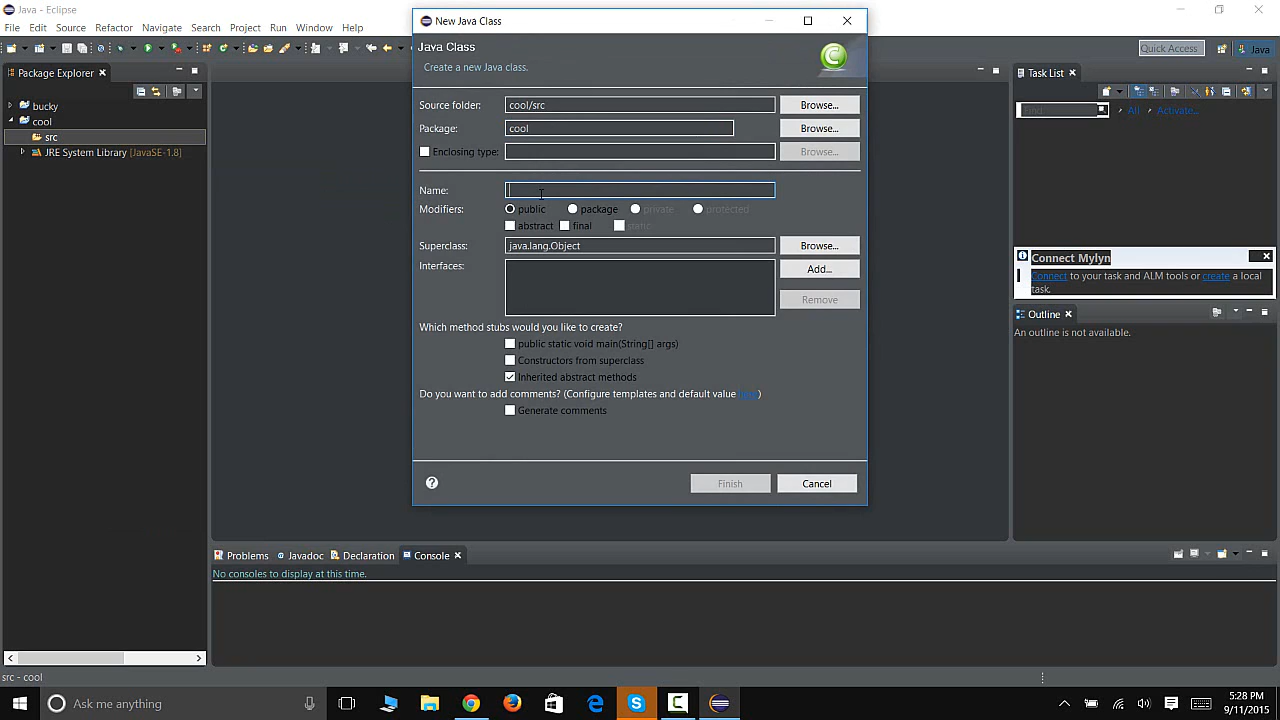 Java - Eclipse
File Edit Source Refactor Navigate Search Project Run Window Help
Quick Access
Java
Package Explorer
bucky
cool
src
JRE System Library [JavaSE-1.8]
New Java Class
Java Class
Create a new Java class.
Source folder: cool/src Browse...
Package: cool Browse...
Enclosing type: Browse...
Name:
Modifiers: public package private protected
abstract final static
Superclass: java.lang.Object Browse...
Interfaces: Add...
Remove
Which method stubs would you like to create?
public static void main(String[] args)
Constructors from superclass
Inherited abstract methods
Do you want to add comments? (Configure templates and default value here)
Generate comments
Finish Cancel
Task List
Find All Activate...
Connect Mylyn
Connect to your task and ALM tools or create a local
task.
Outline
An outline is not available.
Problems Javadoc Declaration Console
No consoles to display at this time.
src - cool
Ask me anything
5:28 PM
9/11/2015